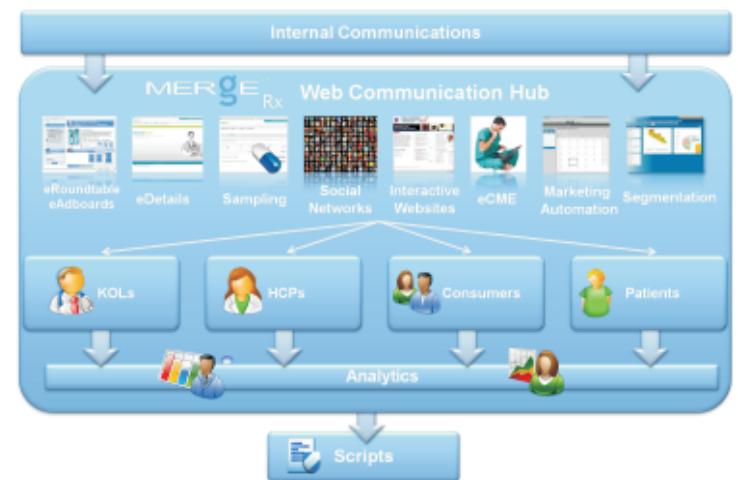 Internal Communications
MERgE Rx Web Communication Hub
eRoundtable
eAdboards
eDetails
Sampling
Social
Networks
Interactive
Websites
eCME
Marketing
Automation
Segmentation
KOLs
HCPs
Consumers
Patients
Analytics
Scripts